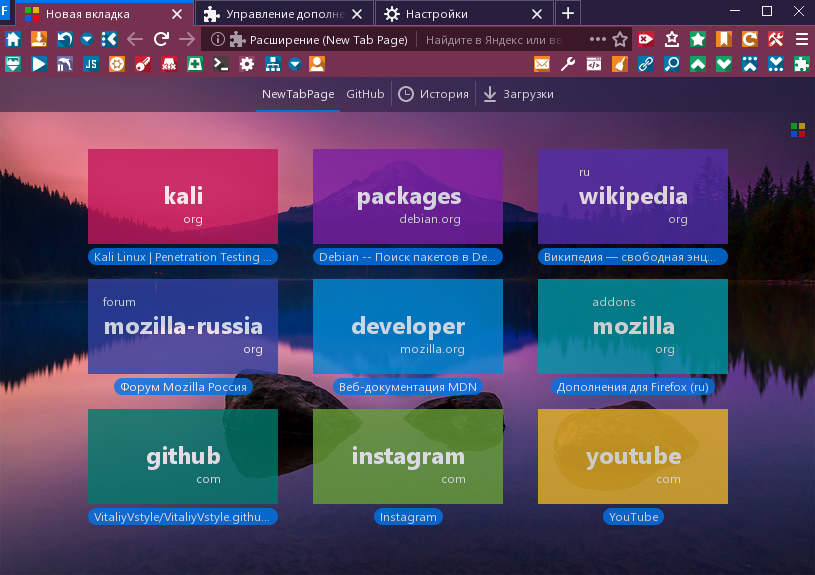 F
Новая вкладка
Управление дополне
Настройки
Расширение (New Tab Page)
Найдите в Яндекс или вв
JS
NewTabPage
GitHub
История
Загрузки
kali
org
Kali Linux | Penetration Testing ...
packages
debian.org
Debian -- Поиск пакетов в De...
ru
wikipedia
org
Википедия — свободная энц...
forum
mozilla-russia
org
Форум Mozilla Россия
developer
mozilla.org
Веб-документация MDN
addons
mozilla
org
Дополнения для Firefox (ru)
github
com
VitaliyVstyle/VitaliyVstyle.githu...
instagram
com
Instagram
youtube
com
YouTube